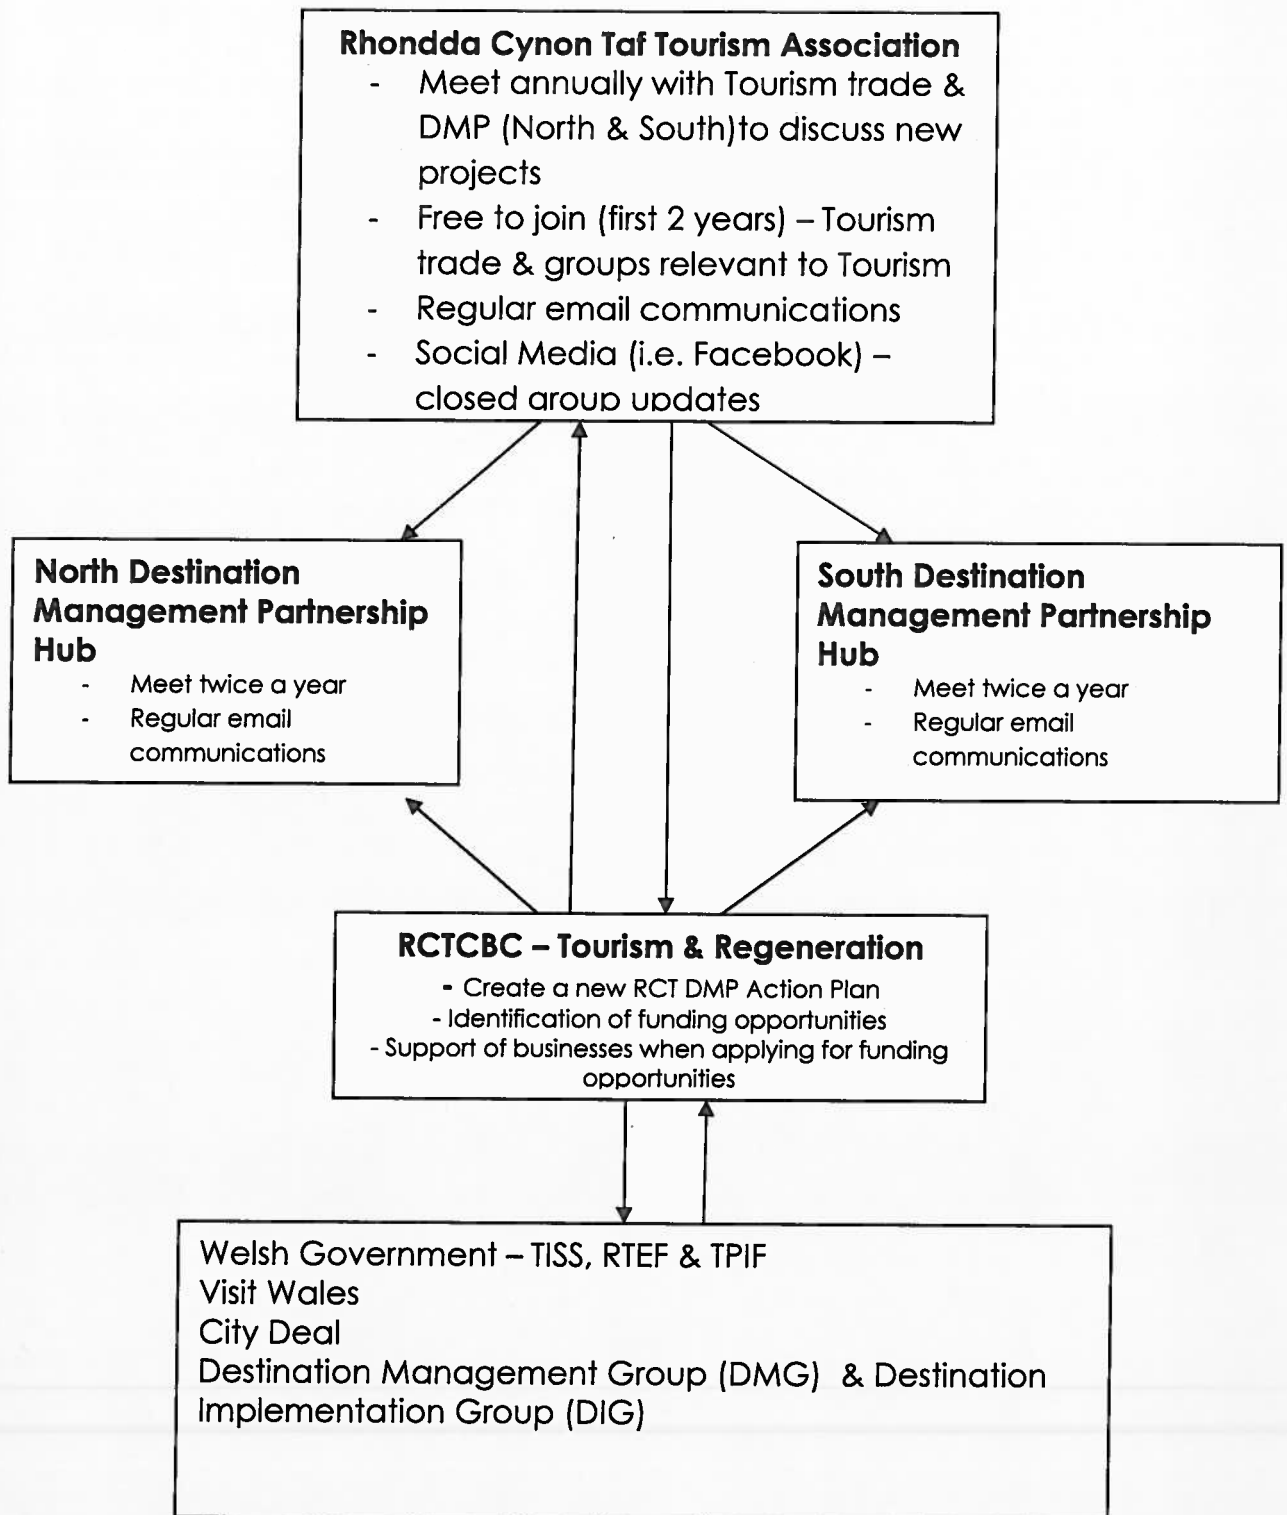 Rhondda Cynon Taf Tourism Association
- Meet annually with Tourism trade &
DMP (North & South)to discuss new
projects
- Free to join (first 2 years) – Tourism
trade & groups relevant to Tourism
- Regular email communications
- Social Media (i.e. Facebook) –
closed group updates
North Destination
Management Partnership
Hub
- Meet twice a year
- Regular email
communications
South Destination
Management Partnership
Hub
- Meet twice a year
- Regular email
communications
RCTCBC – Tourism & Regeneration
- Create a new RCT DMP Action Plan
- Identification of funding opportunities
- Support of businesses when applying for funding
opportunities
Welsh Government – TISS, RTEF & TPIF
Visit Wales
City Deal
Destination Management Group (DMG) & Destination
Implementation Group (DIG)